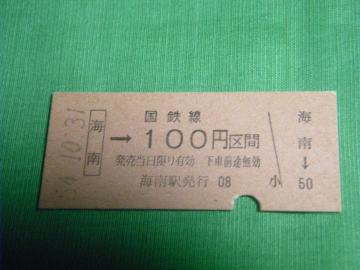 54.10.31
海南
国鉄線
→100円区間
発売当日限り有効 下車前途無効
海南駅発行 08
海南
↓
小 50